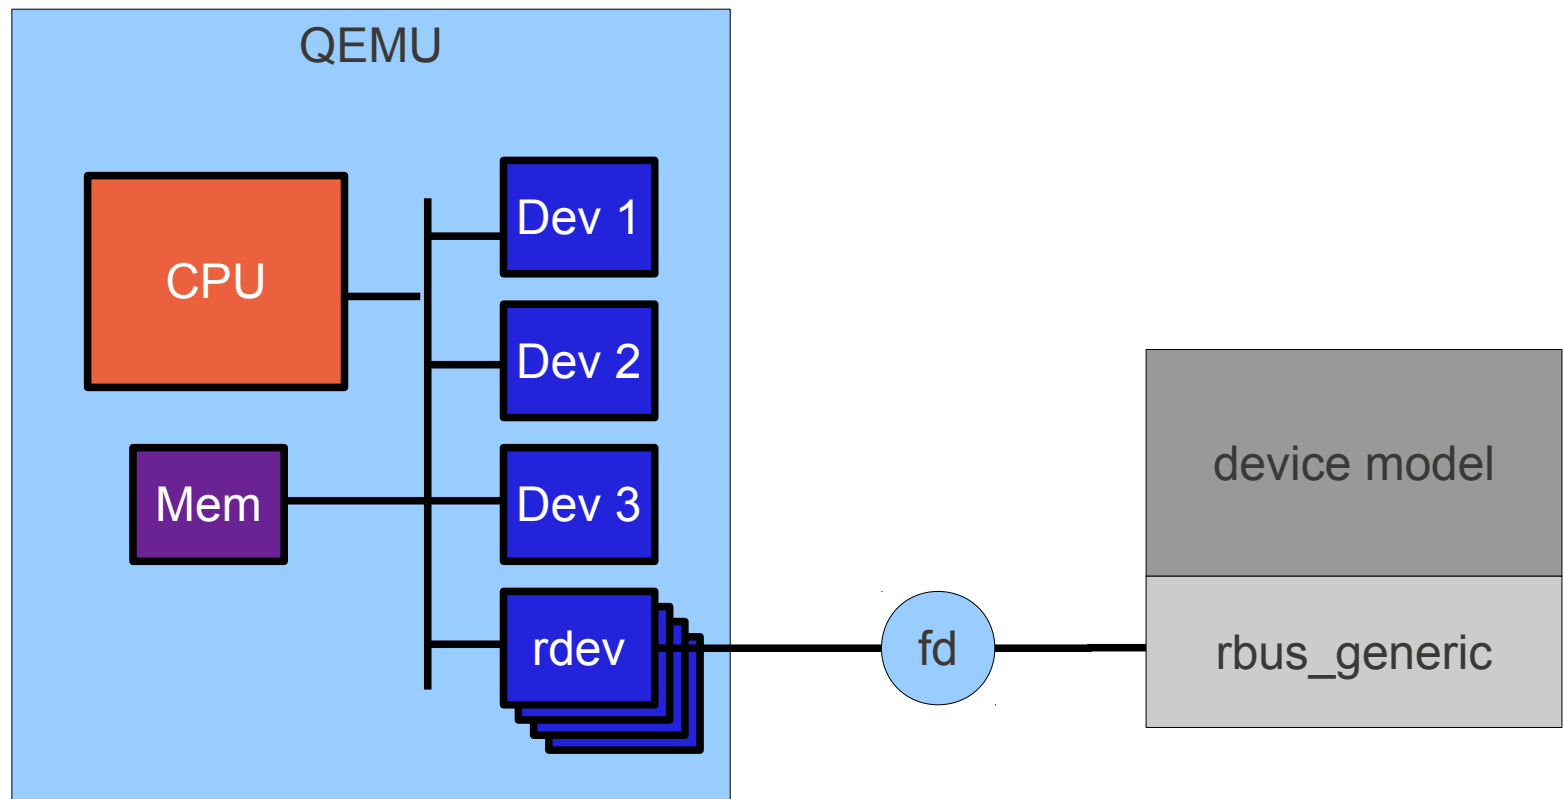 QEMU
CPU
Dev 1
Dev 2
Mem
Dev 3
rdev
fd
device model
rbus_generic